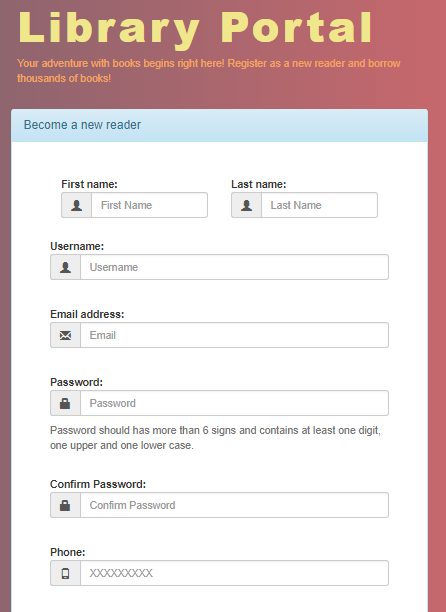 Library Portal
Your adventure with books begins right here! Register as a new reader and borrow
thousands of books!
Become a new reader
First name: Last name:
First Name Last Name
Username:
Username
Email address:
Email
Password:
Password
Password should has more than 6 signs and contains at least one digit,
one upper and one lower case.
Confirm Password:
Confirm Password
Phone:
XXXXXXXXX